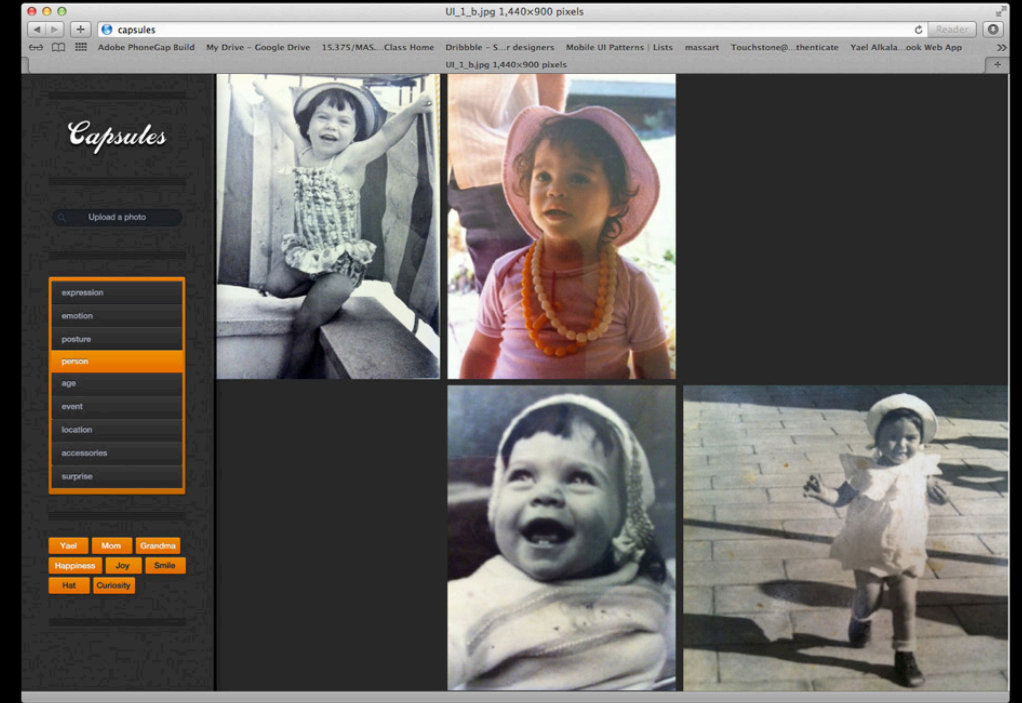 UI_1_b.jpg 1,440×900 pixels
capsules
Reader
Adobe PhoneGap Build My Drive – Google Drive 15.375/MAS....Class Home Dribbble – S...r designers Mobile UI Patterns | Lists massart Touchstone@...thenticate Yael Alkala...ook Web App
UI_1_b.jpg 1,440×900 pixels
Capsules
Upload a photo
expression
emotion
posture
person
age
event
location
accessories
surprise
Yael Mom Grandma
Happiness Joy Smile
Hat Curiosity